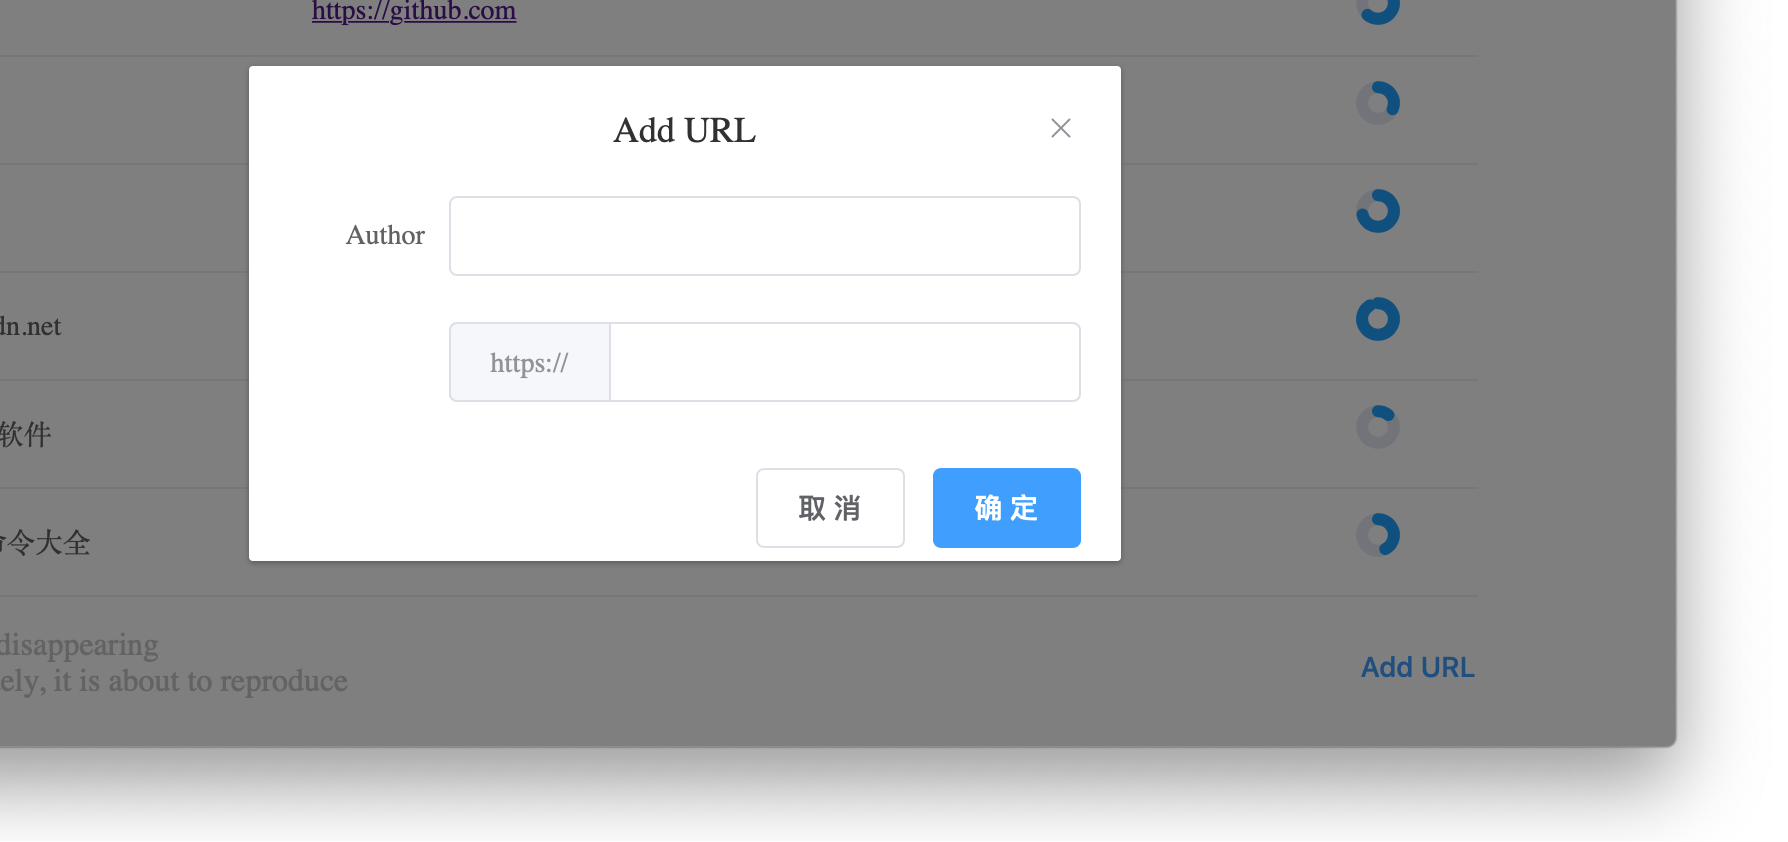 https://github.com
Add URL
Author
https://
取 消
确 定
dn.net
软件
命令大全
disappearing
ely, it is about to reproduce
Add URL